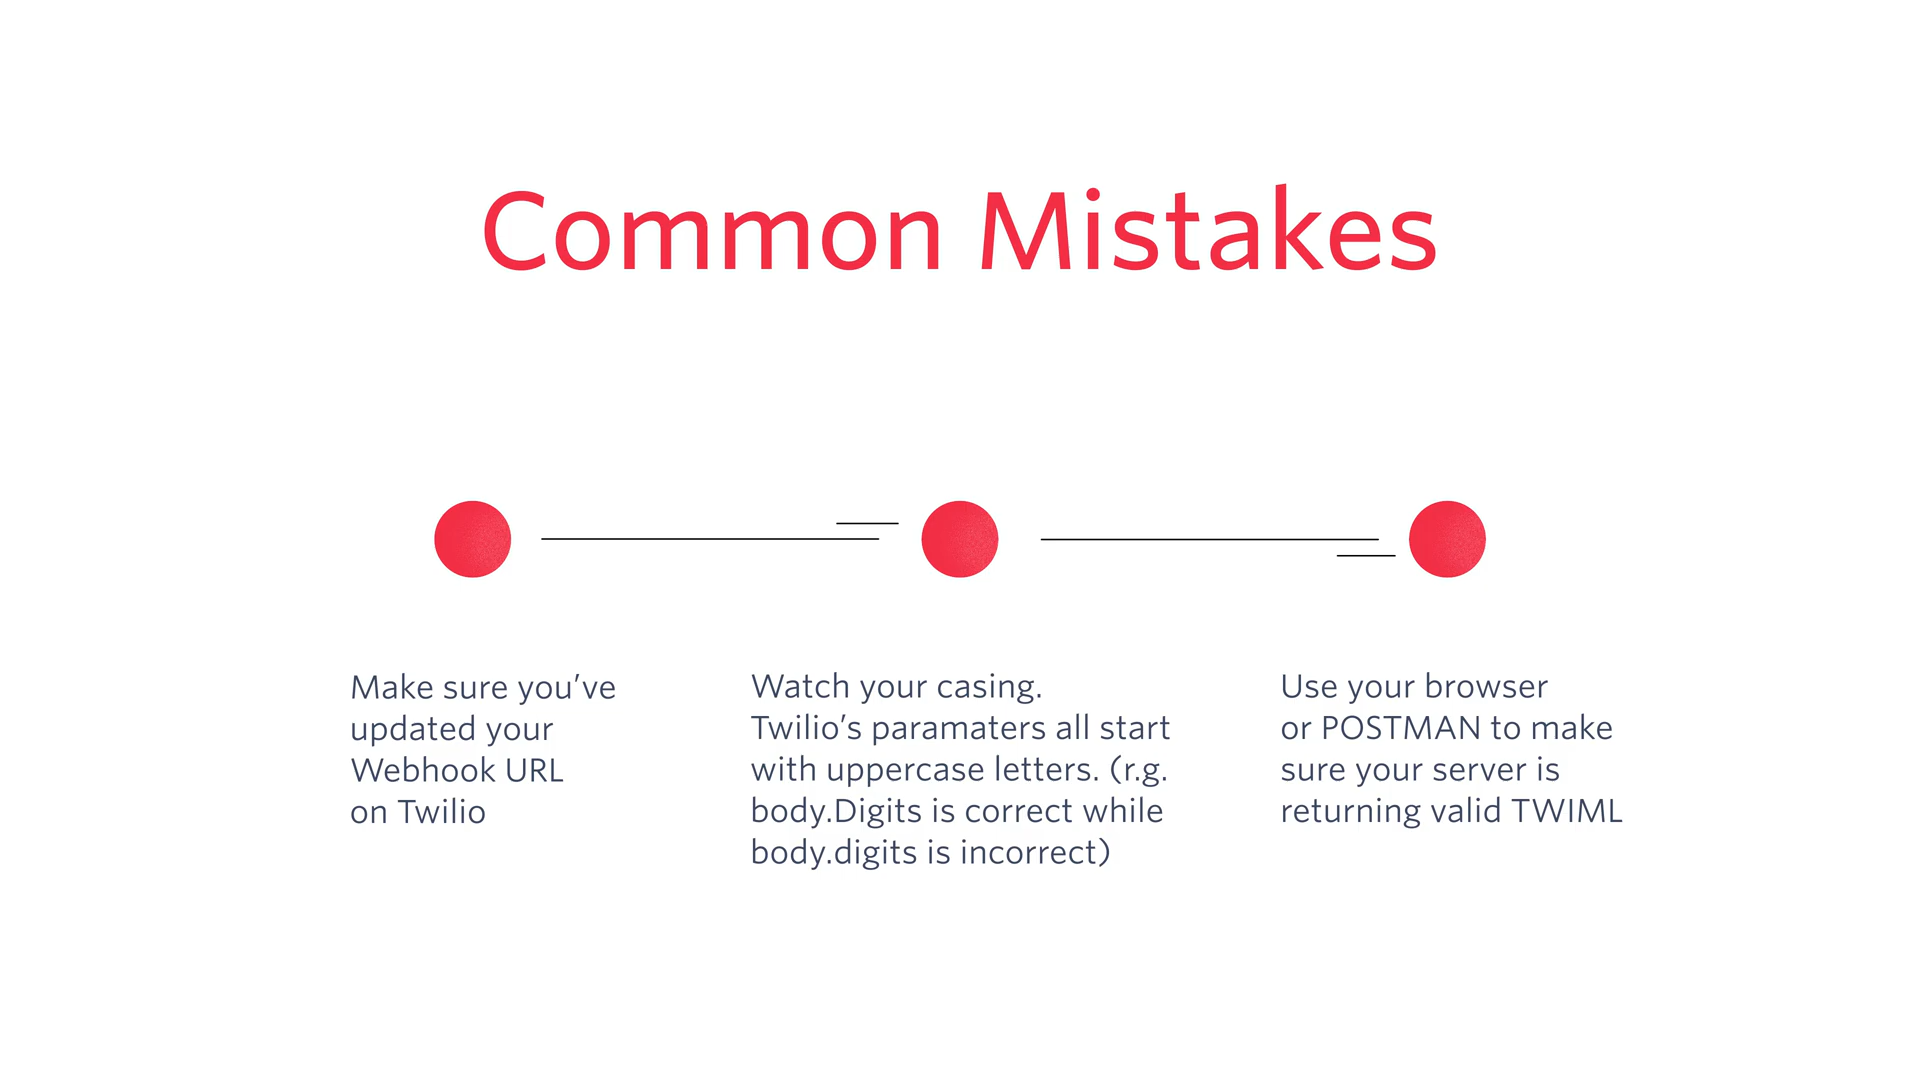 Common Mistakes
Make sure you’ve
updated your
Webhook URL
on Twilio
Watch your casing.
Twilio’s paramaters all start
with uppercase letters. (r.g.
body.Digits is correct while
body.digits is incorrect)
Use your browser
or POSTMAN to make
sure your server is
returning valid TWIML